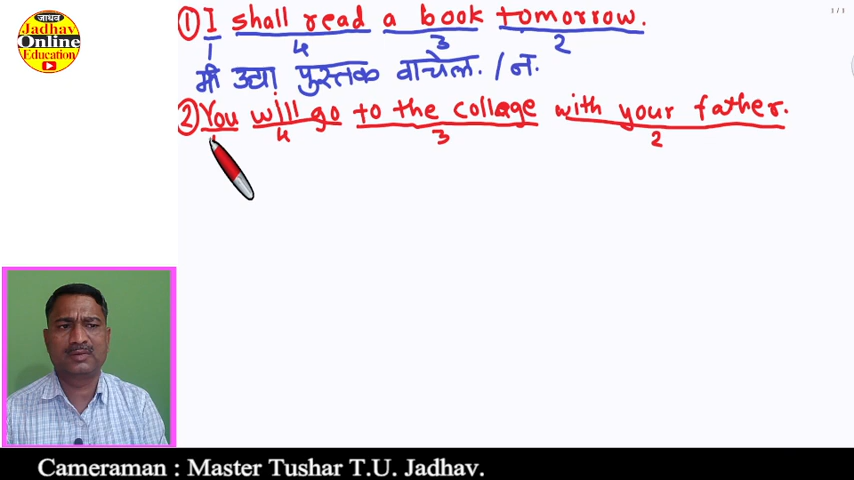 जाधव
Jadhav
Online
Education
1/1
① I shall read a book tomorrow.
1 4 3 2
मी उद्या पुस्तक वाचेल. / न.
② You will go to the collage with your father.
1 4 3 2
Cameraman : Master Tushar T.U. Jadhav.